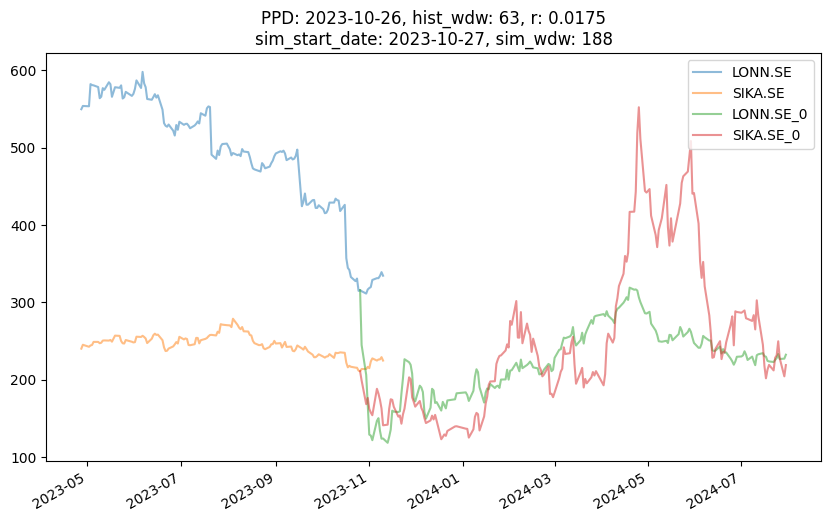 PPD: 2023-10-26, hist_wdw: 63, r: 0.0175
sim_start_date: 2023-10-27, sim_wdw: 188
LONN.SE
SIKA.SE
LONN.SE_0
SIKA.SE_0
600
500
400
300
200
100
2023-05
2023-07
2023-09
2023-11
2024-01
2024-03
2024-05
2024-07